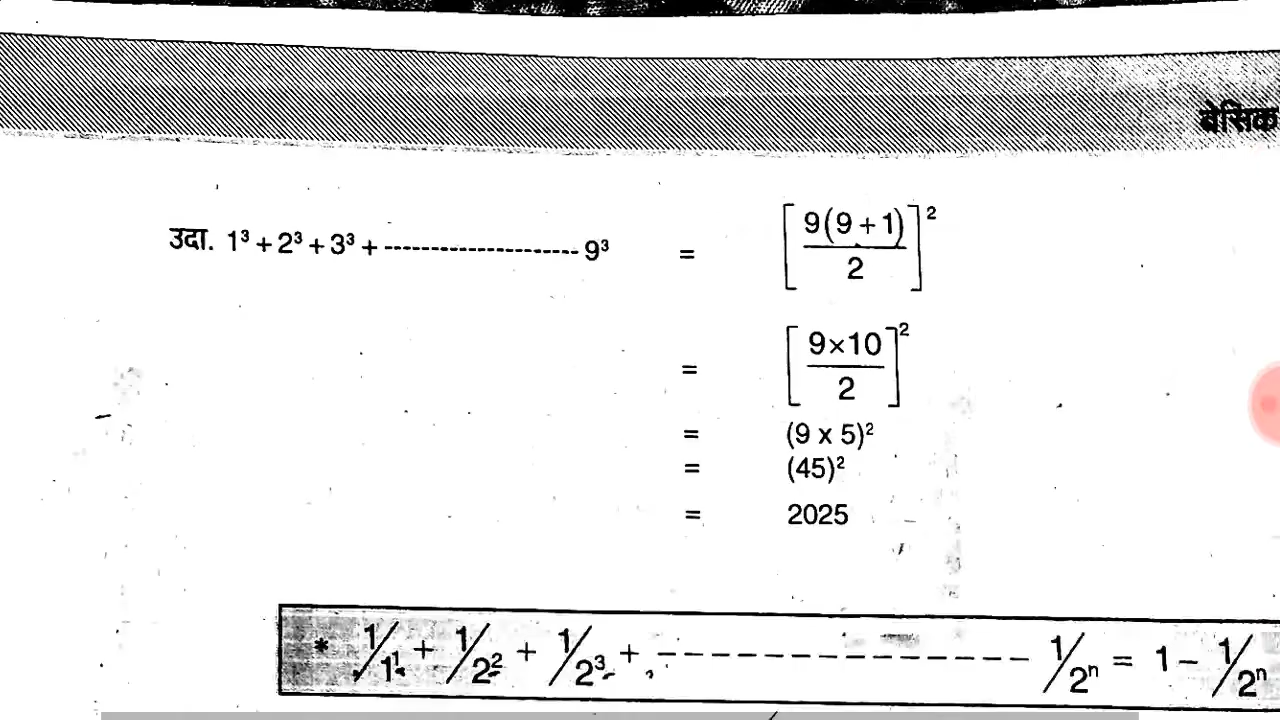 बेसिक
उदा. 1³ + 2³ + 3³ + --------------------- 9³ = [9(9+1)/2]²
= [9×10/2]²
= (9 x 5)²
= (45)²
= 2025
* 1/1¹ + 1/2² + 1/2³ + --------------- 1/2ⁿ = 1 - 1/2ⁿ